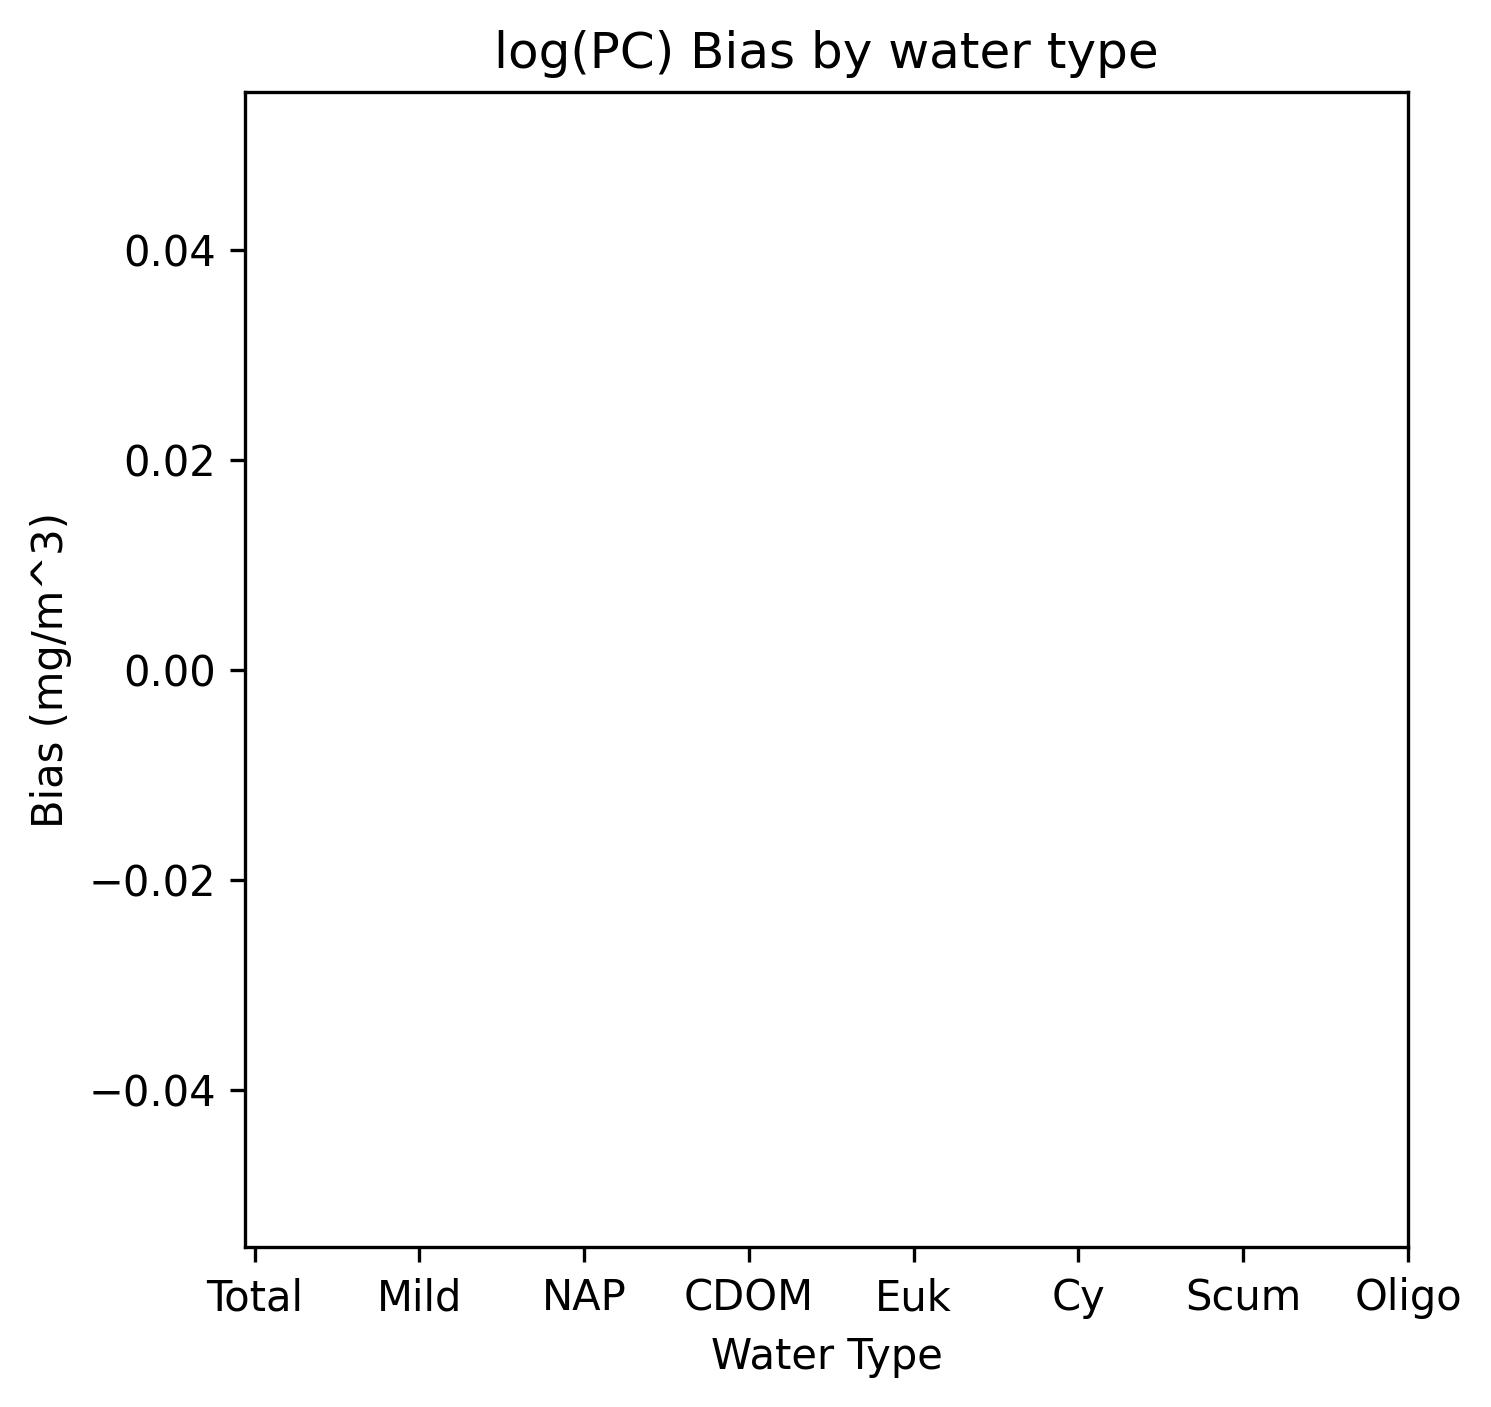 log(PC) Bias by water type
0.04
0.02
0.00
−0.02
−0.04
Bias (mg/m^3)
Total Mild NAP CDOM Euk Cy Scum Oligo
Water Type